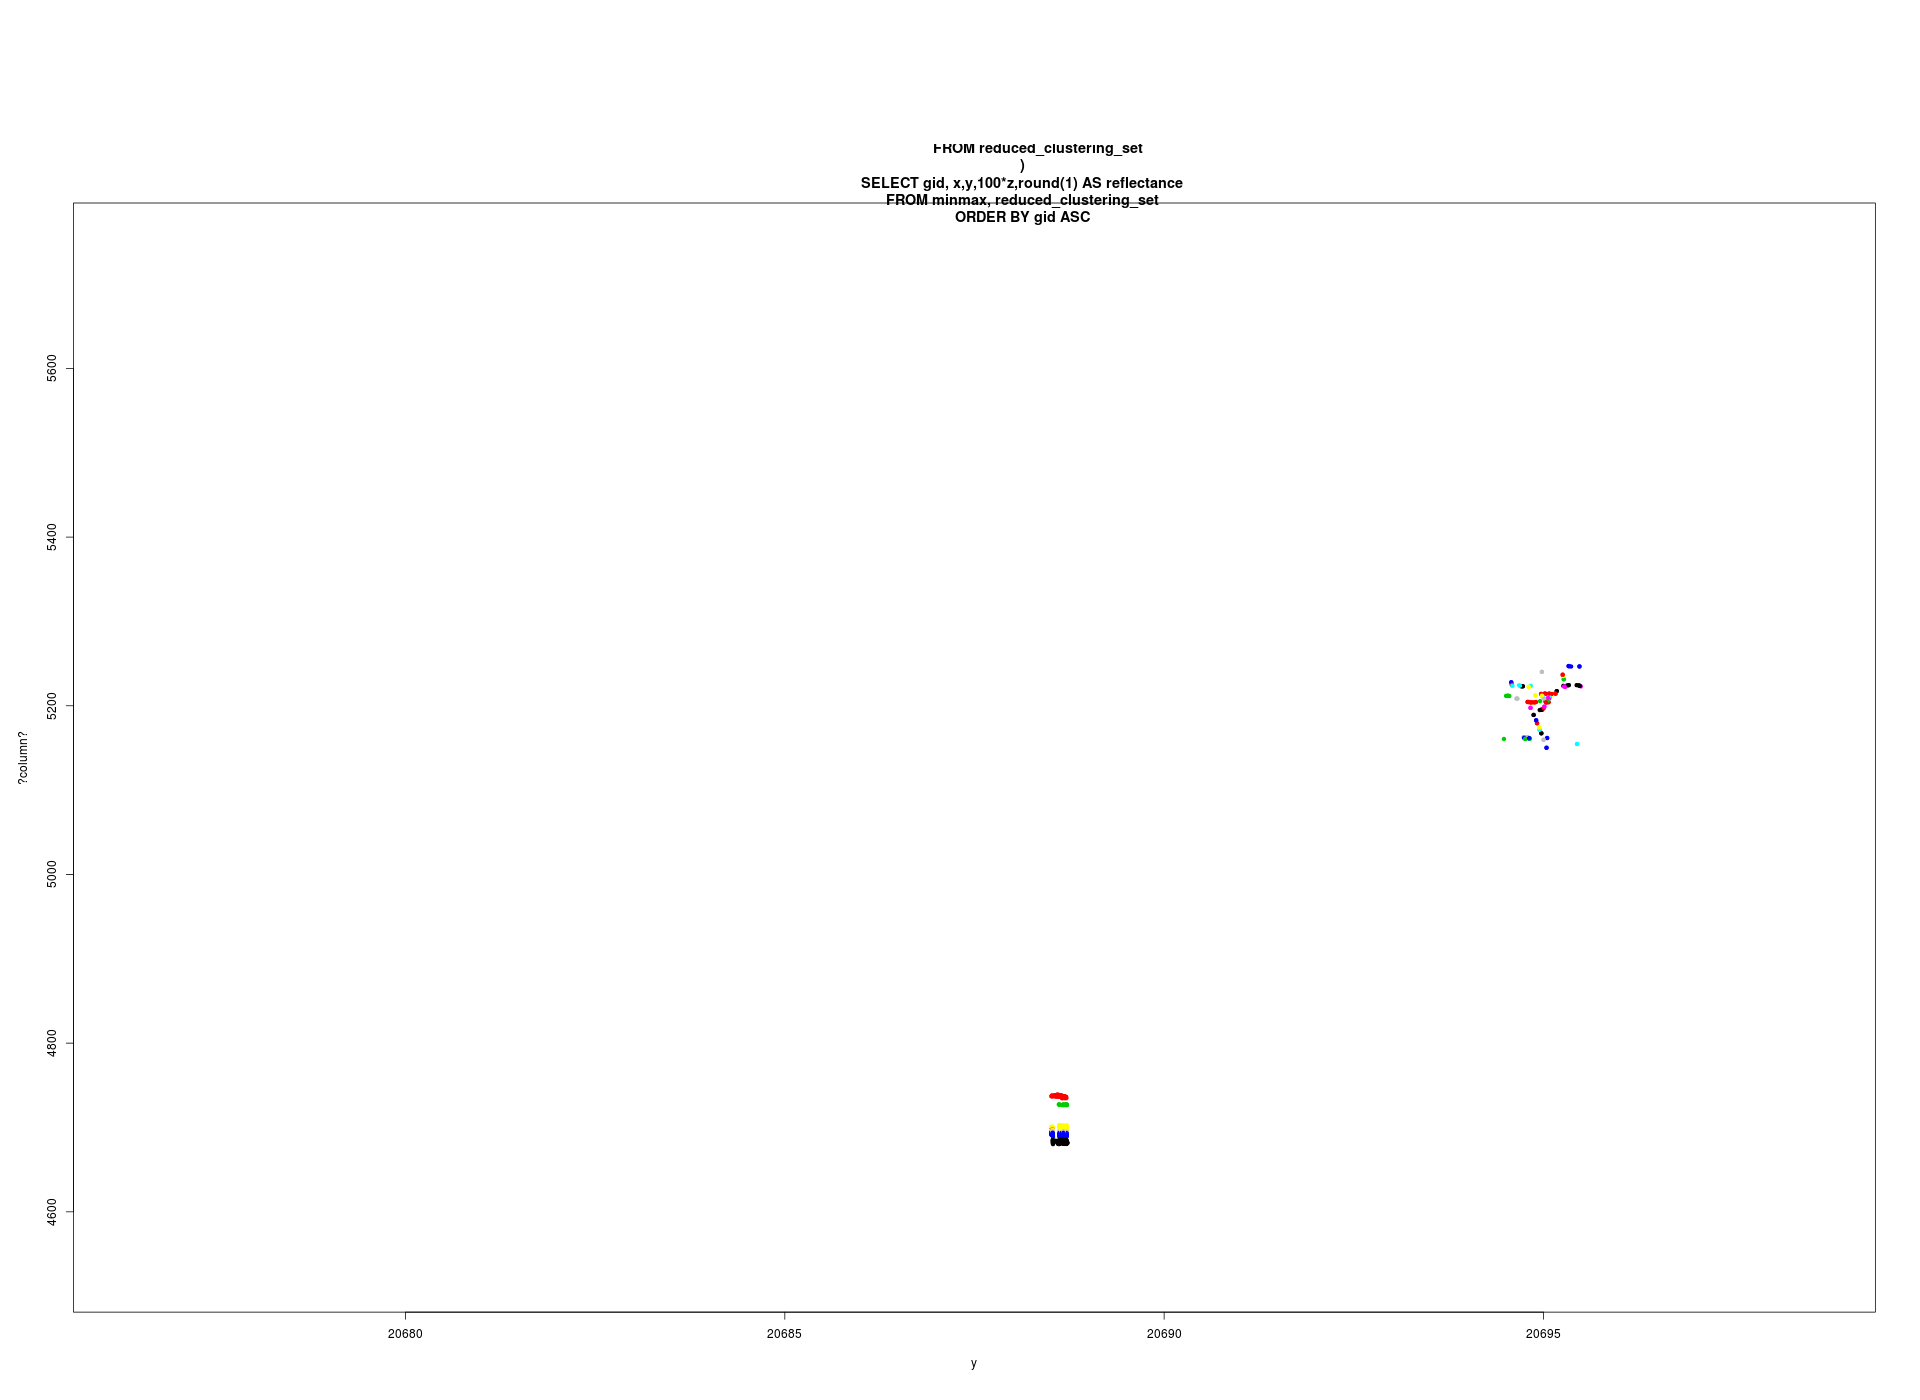 FROM reduced_clustering_set
)
SELECT gid, x,y,100*z,round(1) AS reflectance
FROM minmax, reduced_clustering_set
ORDER BY gid ASC
5600
5400
5200
5000
4800
4600
?column?
20680
20685
20690
20695
y